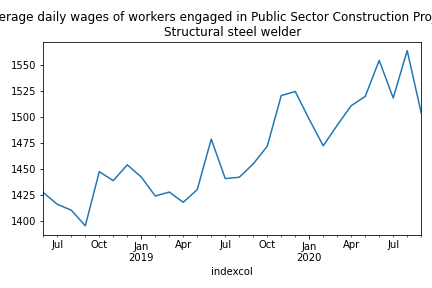 erage daily wages of workers engaged in Public Sector Construction Proj
Structural steel welder
1550
1525
1500
1475
1450
1425
1400
Jul Oct Jan Apr Jul Oct Jan Apr Jul
2019 2020
indexcol